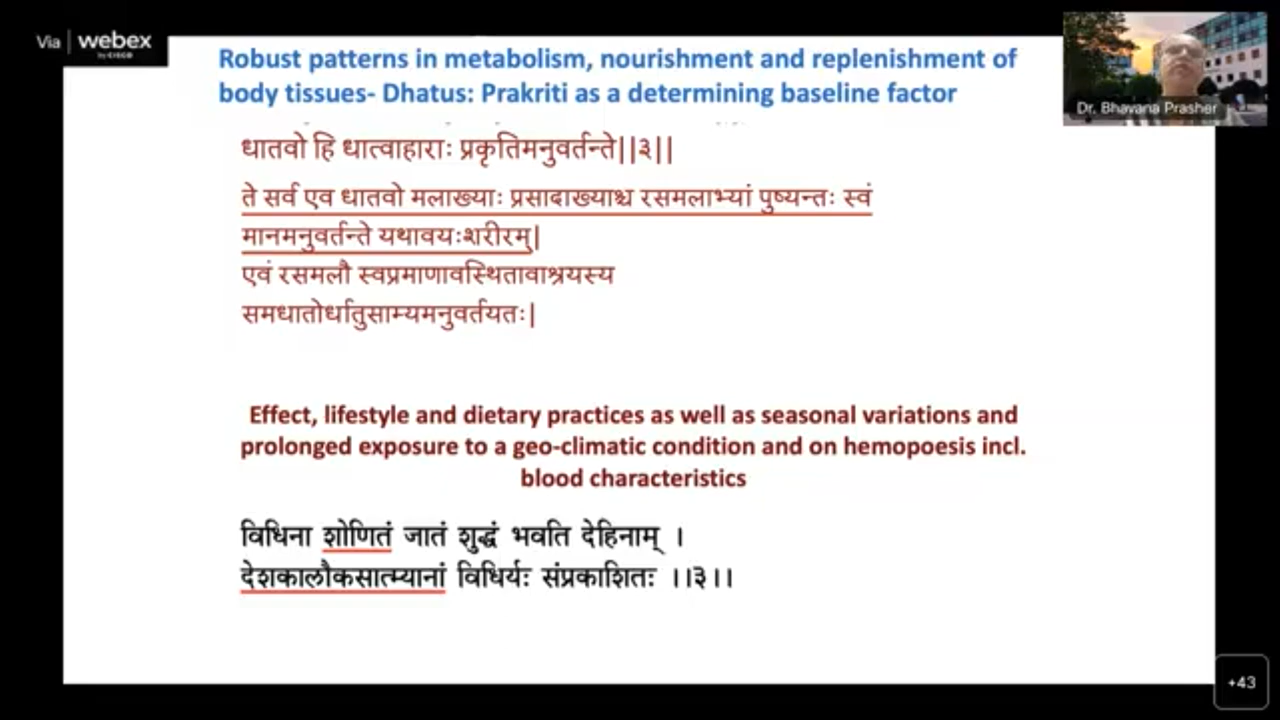 Via webex
by CISCO
Robust patterns in metabolism, nourishment and replenishment of
body tissues- Dhatus: Prakriti as a determining baseline factor
Dr. Bhavana Prasher
धातवो हि धात्वाहाराः प्रकृतिमनुवर्तन्ते||३||
ते सर्व एव धातवो मलाख्याः प्रसादाख्याश्च रसमलाभ्यां पुष्यन्तः स्वं
मानमनुवर्तन्ते यथावयःशरीरम्|
एवं रसमलौ स्वप्रमाणावस्थितावाश्रयस्य
समधातोर्धातुसाम्यमनुवर्तयतः|
Effect, lifestyle and dietary practices as well as seasonal variations and
prolonged exposure to a geo-climatic condition and on hemopoesis incl.
blood characteristics
विधिना शोणितं जातं शुद्धं भवति देहिनाम् ।
देशकालौकसात्म्यानां विधिर्यः संप्रकाशितः ।।३।।
+43